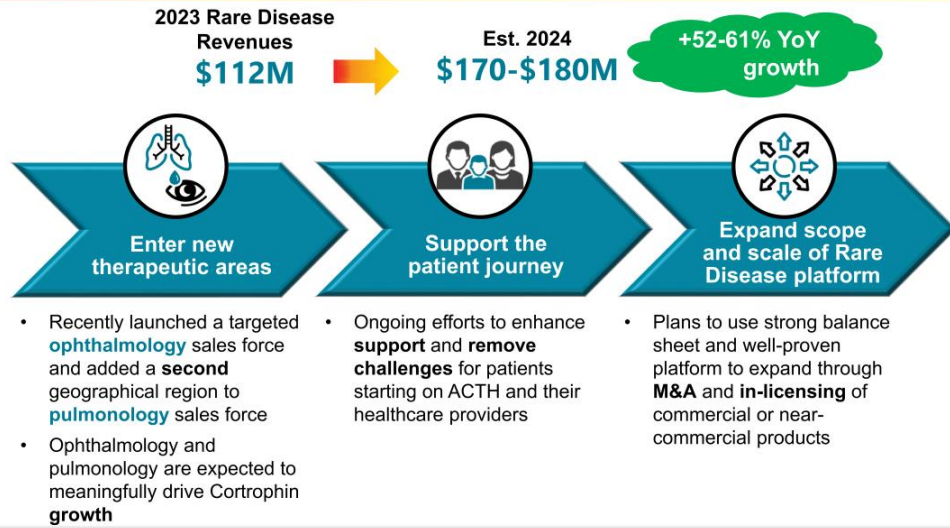 2023 Rare Disease
Revenues
$112M
Est. 2024
$170-$180M
+52-61% YoY
growth
Enter new
therapeutic areas
Support the
patient journey
Expand scope
and scale of Rare
Disease platform
• Recently launched a targeted
ophthalmology sales force
and added a second
geographical region to
pulmonology sales force
• Ophthalmology and
pulmonology are expected to
meaningfully drive Cortrophin
growth
• Ongoing efforts to enhance
support and remove
challenges for patients
starting on ACTH and their
healthcare providers
• Plans to use strong balance
sheet and well-proven
platform to expand through
M&A and in-licensing of
commercial or near-
commercial products